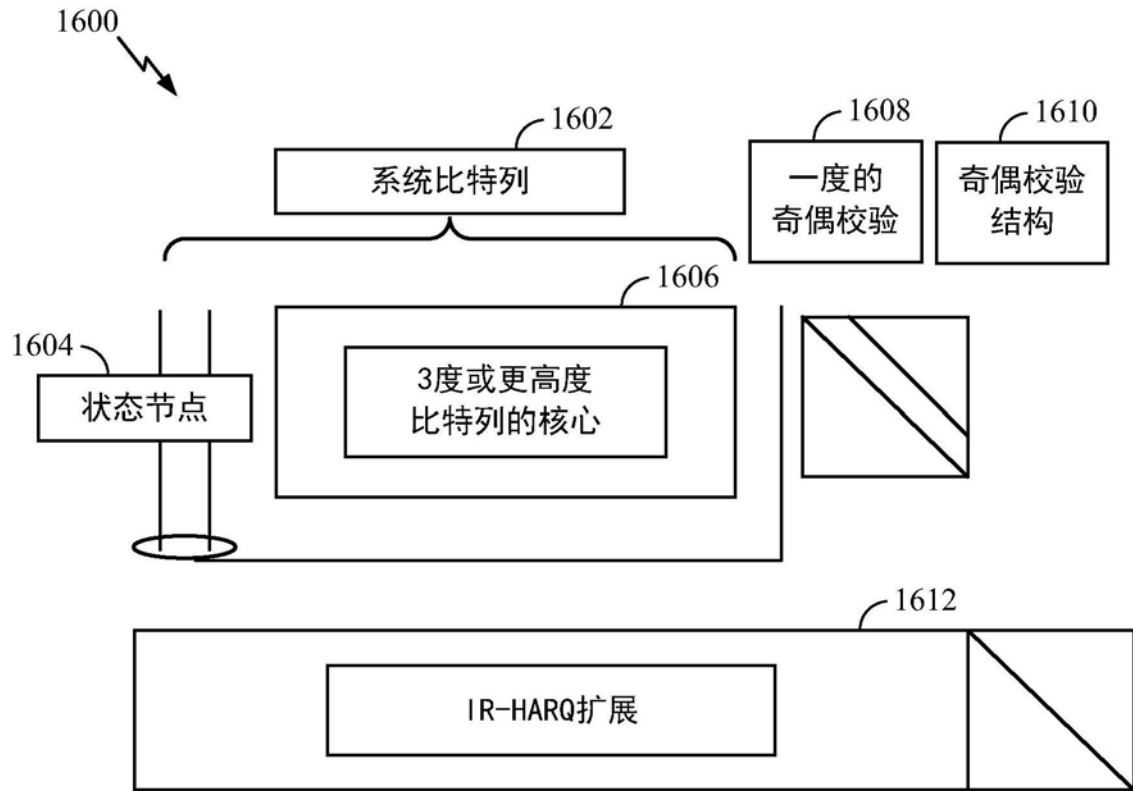 1600
1602
系统比特列
1608
一度的
奇偶校验
1610
奇偶校验
结构
1604
状态节点
1606
3度或更高度
比特列的核心
1612
IR-HARQ扩展